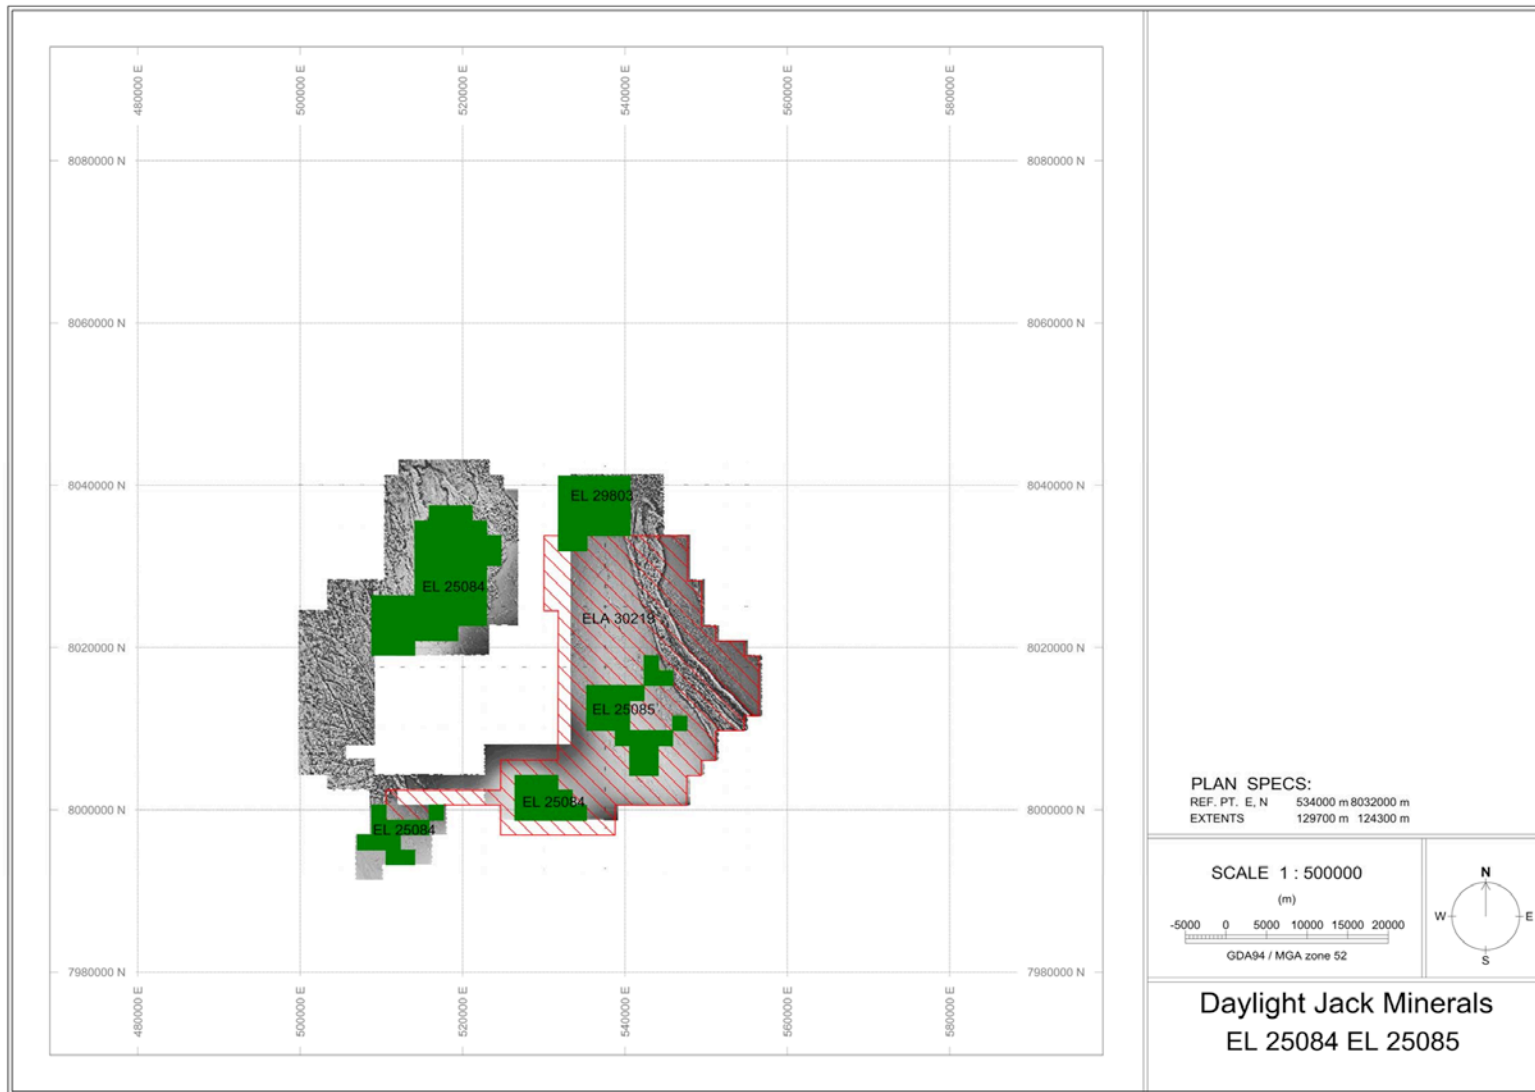 480000 E
500000 E
520000 E
540000 E
560000 E
580000 E
8080000 N
8080000 N
8060000 N
8060000 N
8040000 N
8040000 N
EL 29803
EL 25084
ELA 30219
8020000 N
8020000 N
EL 25085
8000000 N
EL 25084
8000000 N
EL 25084
7980000 N
7980000 N
480000 E
500000 E
520000 E
540000 E
560000 E
580000 E
PLAN SPECS:
REF. PT. E, N 534000 m 8032000 m
EXTENTS 129700 m 124300 m
SCALE 1 : 500000
(m)
-5000 0 5000 10000 15000 20000
GDA94 / MGA zone 52
N
W E
S
Daylight Jack Minerals
EL 25084 EL 25085